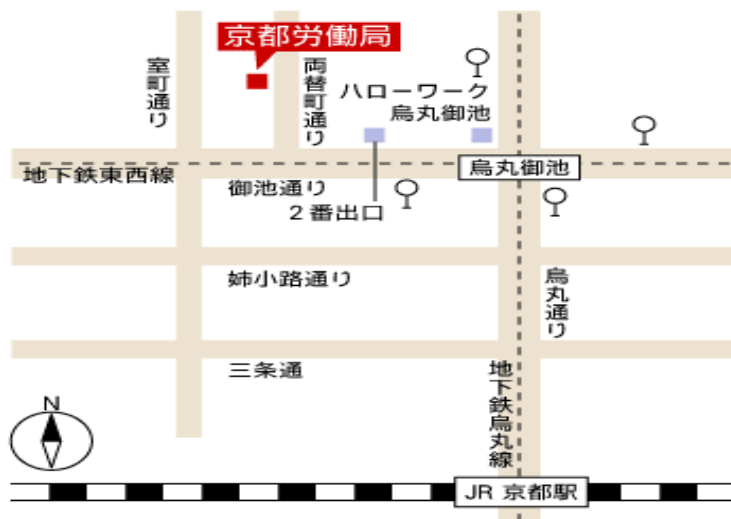 京都労働局
室町通り
両替町通り
ハローワーク
烏丸御池
烏丸御池
地下鉄東西線
御池通り
2番出口
姉小路通り
烏丸通り
三条通
地下鉄烏丸線
N
JR 京都駅